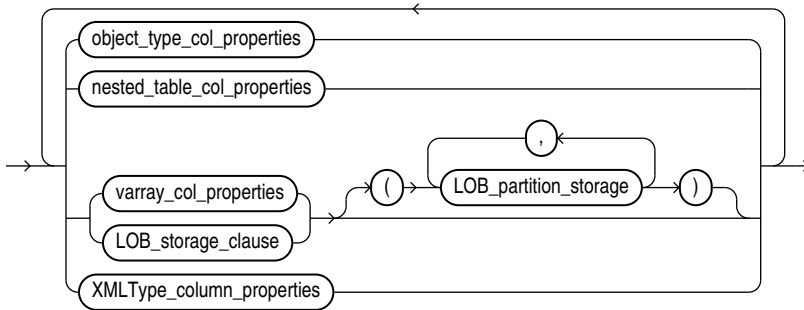 object_type_col_properties
nested_table_col_properties
,
varray_col_properties ( LOB_partition_storage )
LOB_storage_clause
XMLType_column_properties